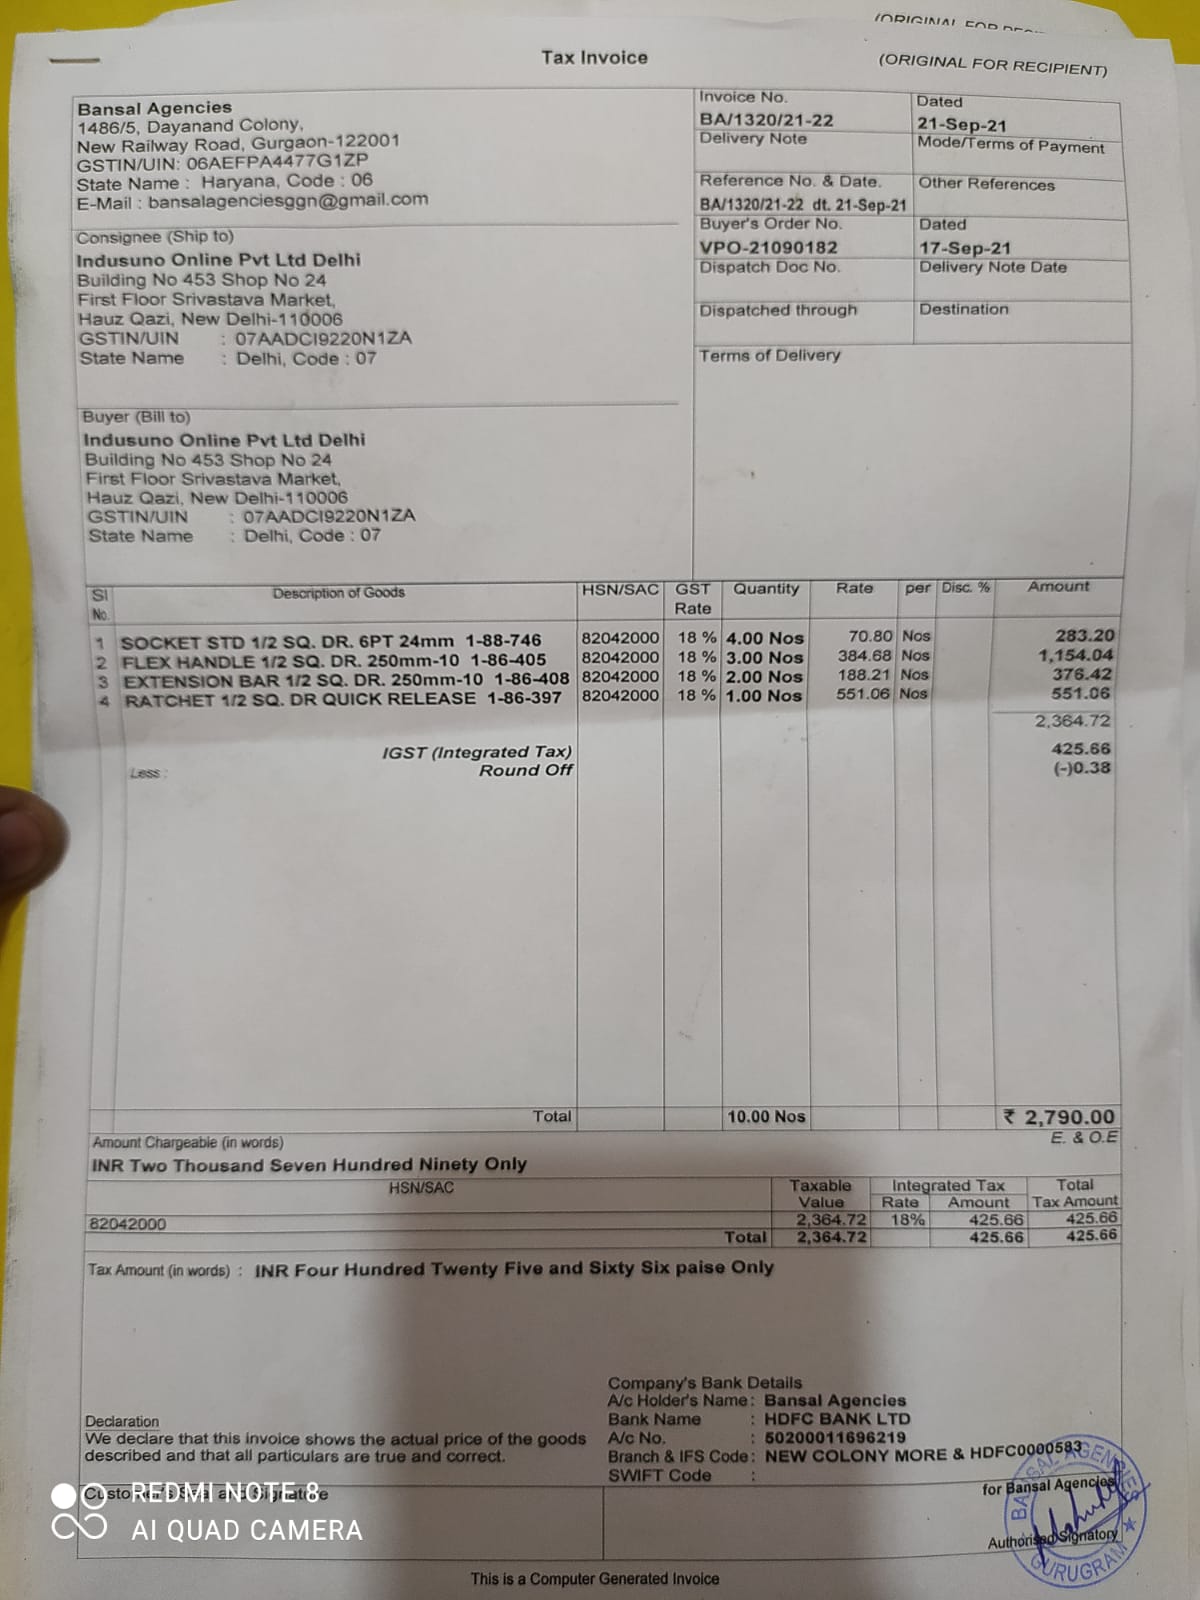 (ORIGINAL FOR
Tax Invoice
(ORIGINAL FOR RECIPIENT)
Bansal Agencies
1486/5, Dayanand Colony,
New Railway Road, Gurgaon-122001
GSTIN/UIN: 06AEFPA4477G1ZP
State Name : Haryana, Code : 06
E-Mail : bansalagenciesggn@gmail.com
Invoice No.
BA/1320/21-22
Dated
21-Sep-21
Delivery Note
Mode/Terms of Payment
Reference No. & Date.
BA/1320/21-22 dt. 21-Sep-21
Other References
Buyer's Order No.
VPO-21090182
Dated
17-Sep-21
Dispatch Doc No.
Delivery Note Date
Dispatched through
Destination
Terms of Delivery
Consignee (Ship to)
Indusuno Online Pvt Ltd Delhi
Building No 453 Shop No 24
First Floor Srivastava Market,
Hauz Qazi, New Delhi-110006
GSTIN/UIN : 07AADCI9220N1ZA
State Name : Delhi, Code : 07
Buyer (Bill to)
Indusuno Online Pvt Ltd Delhi
Building No 453 Shop No 24
First Floor Srivastava Market,
Hauz Qazi, New Delhi-110006
GSTIN/UIN : 07AADCI9220N1ZA
State Name : Delhi, Code : 07
Sl No. Description of Goods HSN/SAC GST Rate Quantity Rate per Disc. % Amount
1 SOCKET STD 1/2 SQ. DR. 6PT 24mm 1-88-746 82042000 18 % 4.00 Nos 70.80 Nos 283.20
2 FLEX HANDLE 1/2 SQ. DR. 250mm-10 1-86-405 82042000 18 % 3.00 Nos 384.68 Nos 1,154.04
3 EXTENSION BAR 1/2 SQ. DR. 250mm-10 1-86-408 82042000 18 % 2.00 Nos 188.21 Nos 376.42
4 RATCHET 1/2 SQ. DR QUICK RELEASE 1-86-397 82042000 18 % 1.00 Nos 551.06 Nos 551.06
2,364.72
IGST (Integrated Tax) 425.66
Less : Round Off (-)0.38
Total 10.00 Nos ₹ 2,790.00
Amount Chargeable (in words) E. & O.E
INR Two Thousand Seven Hundred Ninety Only
HSN/SAC Taxable Value Integrated Tax Rate Amount Total Tax Amount
82042000 2,364.72 18% 425.66 425.66
Total 2,364.72 425.66 425.66
Tax Amount (in words) : INR Four Hundred Twenty Five and Sixty Six paise Only
Company's Bank Details
A/c Holder's Name : Bansal Agencies
Bank Name : HDFC BANK LTD
A/c No. : 50200011696219
Branch & IFS Code : NEW COLONY MORE & HDFC0000583
SWIFT Code :
Declaration
We declare that this invoice shows the actual price of the goods
described and that all particulars are true and correct.
for Bansal Agencies
Authorised Signatory
BANSAL AGENCIES
GURUGRAM
REDMI NOTE 8
AI QUAD CAMERA
This is a Computer Generated Invoice